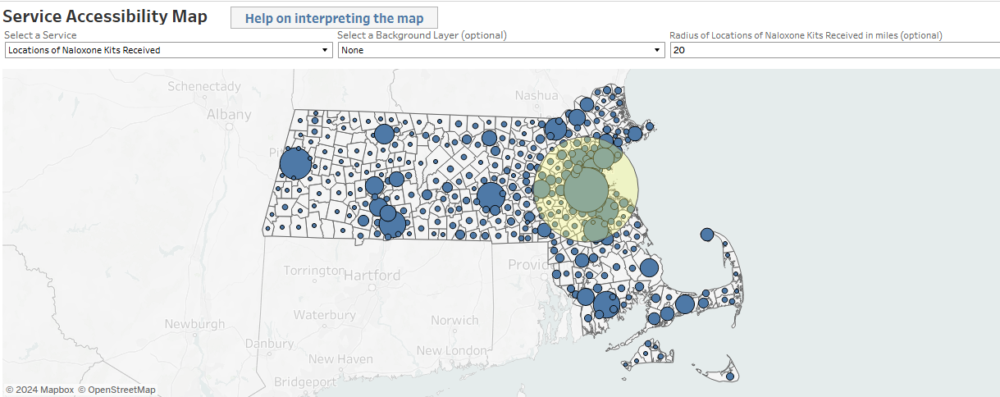 Service Accessibility Map
Help on interpreting the map
Select a Service
Select a Background Layer (optional)
Radius of Locations of Naloxone Kits Received in miles (optional)
Locations of Naloxone Kits Received
None
20
Schenectady
Albany
Nashua
Torrington
Hartford
Waterbury
Newburgh
Norwich
Danbury
New Haven
New London
Bridgeport
© 2024 Mapbox © OpenStreetMap